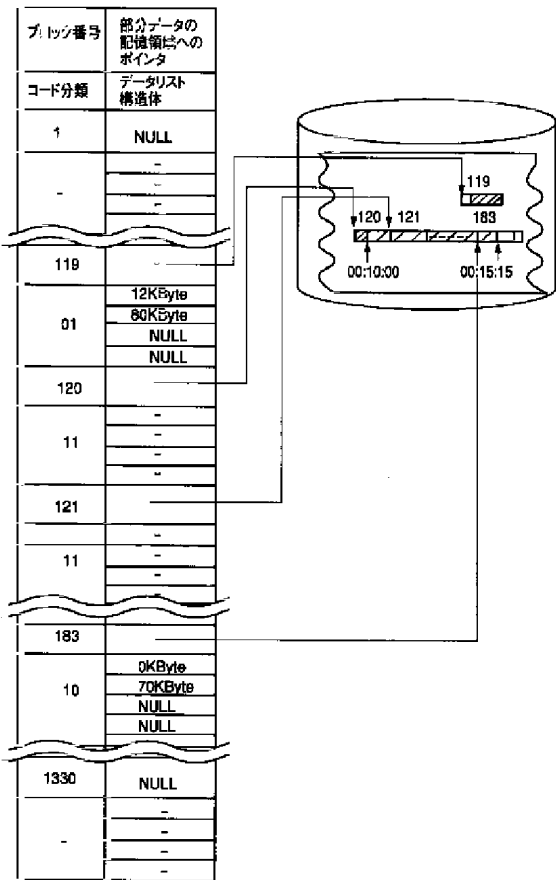 ブロック番号
部分データの
記憶領域への
ポインタ
コード分類
データリスト
構造体
1
NULL
-
-
-
-
-
119
-
01
12KByte
80KByte
NULL
NULL
120
11
-
-
-
-
121
-
11
-
-
-
-
183
10
0KByte
70KByte
NULL
NULL
1330
NULL
-
-
-
-
-
119
120 121 183
00:10:00 00:15:15